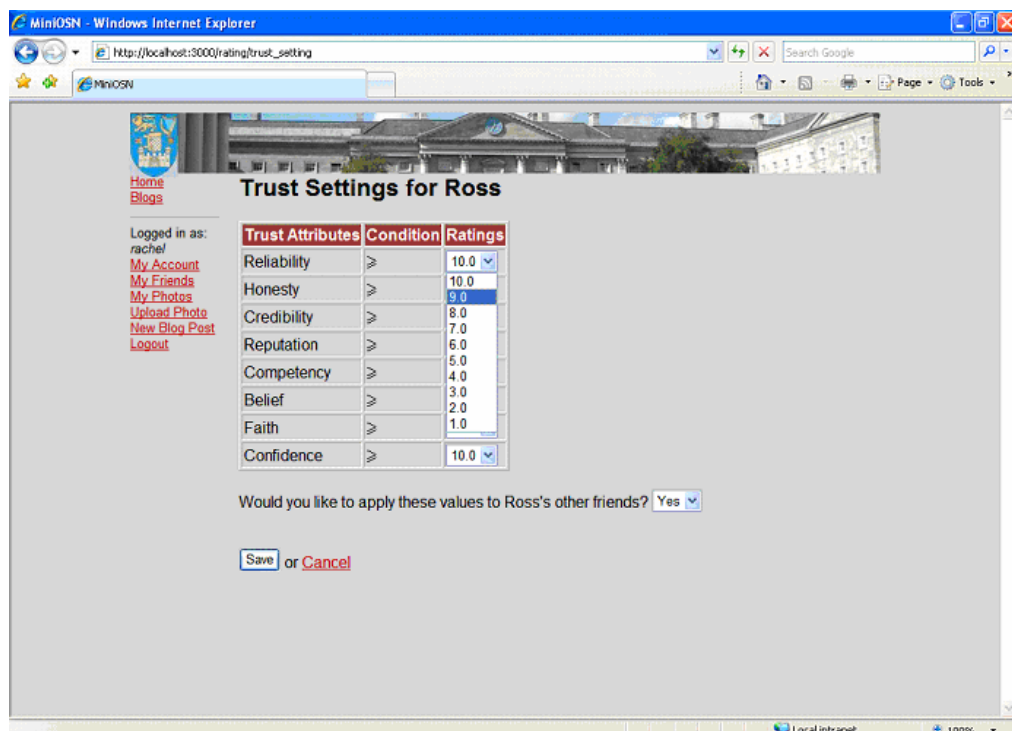 MiniOSN - Windows Internet Explorer
http://localhost:3000/rating/trust_setting
Search Google
MiniOSN
Page
Tools
Home
Blogs
Logged in as:
rachel
My Account
My Friends
My Photos
Upload Photo
New Blog Post
Logout
Trust Settings for Ross
Trust Attributes Condition Ratings
Reliability ⩾ 10.0
Honesty ⩾
Credibility ⩾
Reputation ⩾
Competency ⩾
Belief ⩾
Faith ⩾
Confidence ⩾ 10.0
10.0
9.0
8.0
7.0
6.0
5.0
4.0
3.0
2.0
1.0
Would you like to apply these values to Ross's other friends? Yes
Save or Cancel
Local intranet
100%